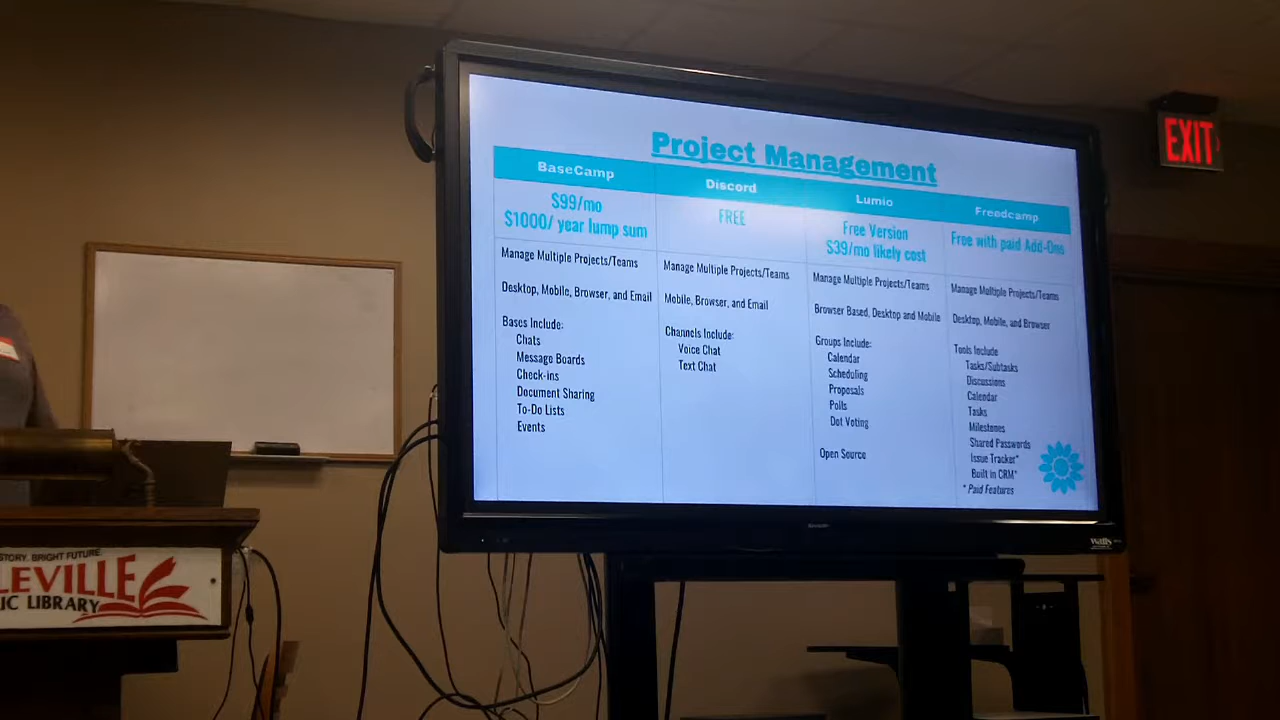 Project Management
BaseCamp
$99/mo
$1000/ year lump sum
Manage Multiple Projects/Teams
Desktop, Mobile, Browser, and Email
Bases Include:
Chats
Message Boards
Check-ins
Document Sharing
To-Do Lists
Events
Discord
FREE
Manage Multiple Projects/Teams
Mobile, Browser, and Email
Channels Include:
Voice Chat
Text Chat
Lumio
Free Version
$39/mo likely cost
Manage Multiple Projects/Teams
Browser Based, Desktop and Mobile
Groups Include:
Calendar
Scheduling
Proposals
Polls
Dot Voting
Open Source
Freedcamp
Free with paid Add-Ons
Manage Multiple Projects/Teams
Desktop, Mobile, and Browser
Tools Include
Tasks/Subtasks
Discussions
Calendar
Tasks
Milestones
Shared Passwords
Issue Tracker*
Built in CRM*
* Paid Features
EXIT
STORY. BRIGHT FUTURE
LEVILLE
IC LIBRARY